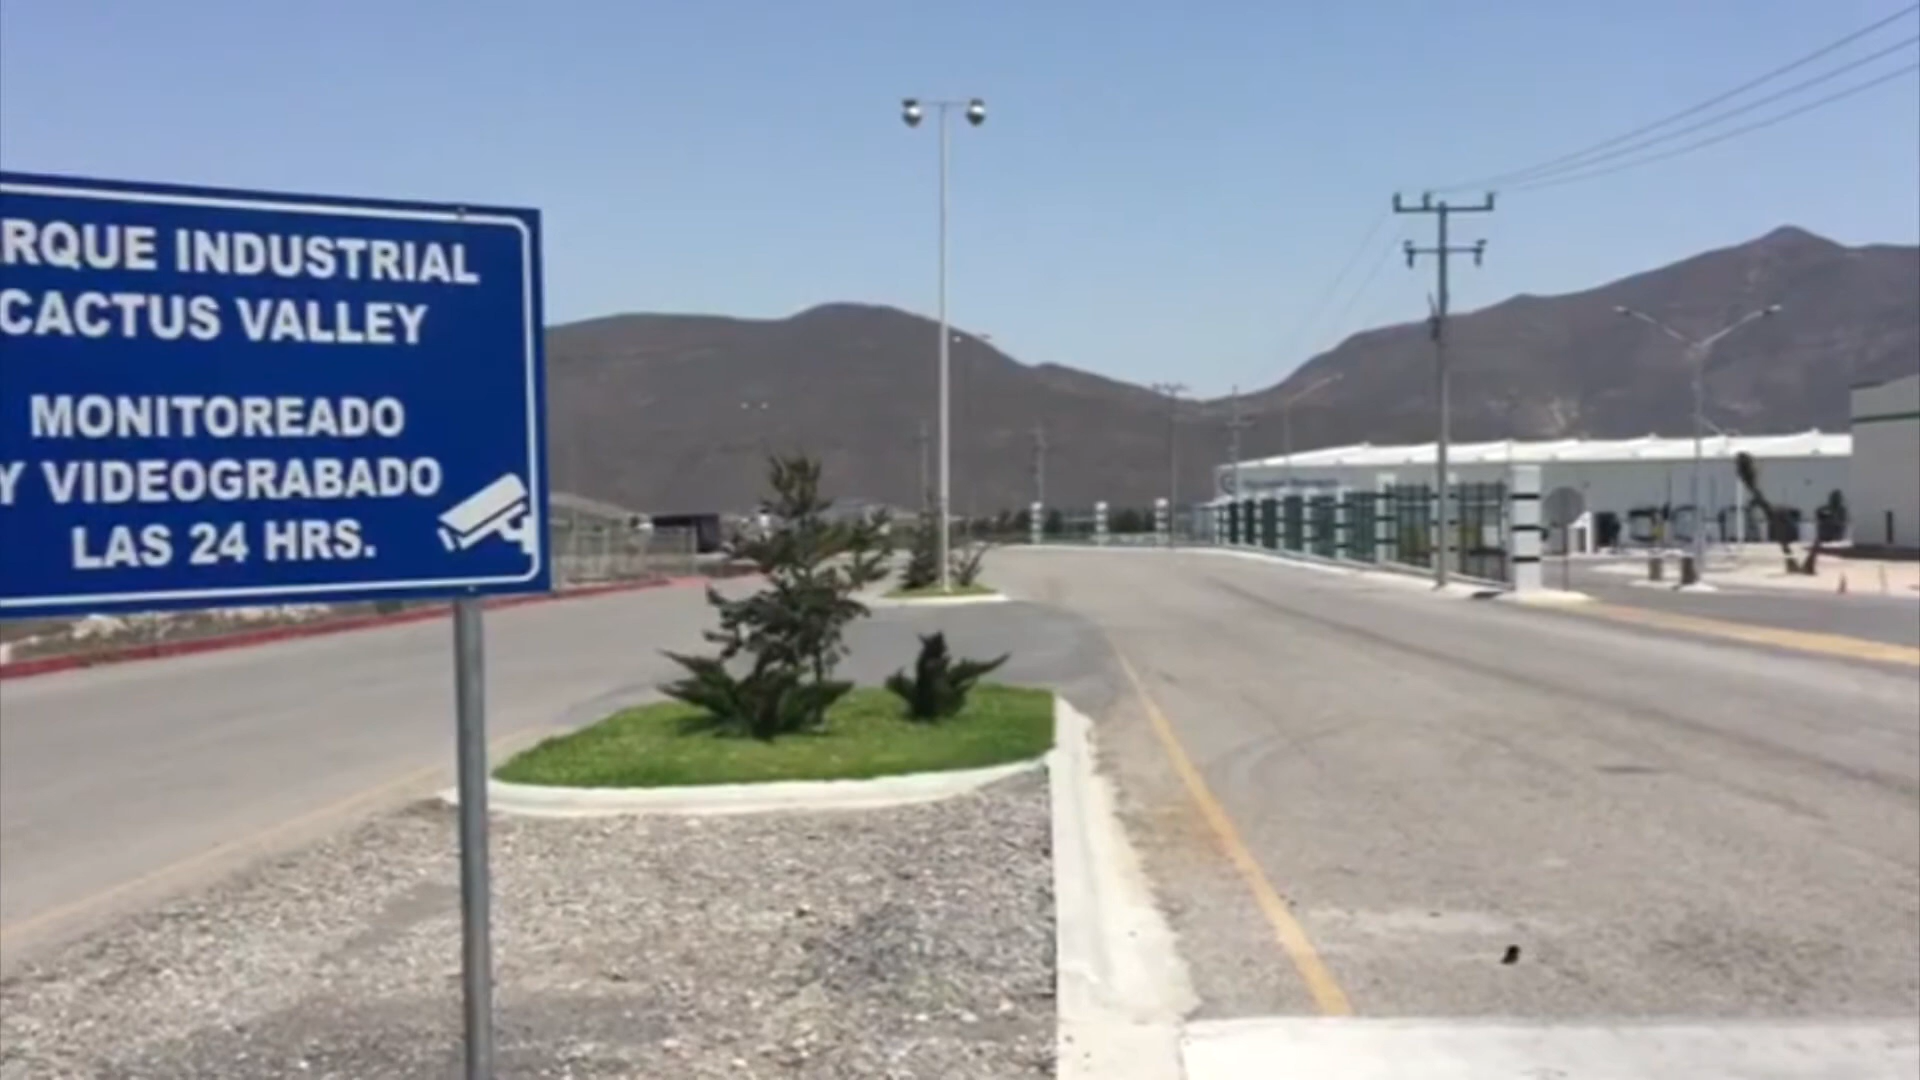 RQUE INDUSTRIAL
CACTUS VALLEY
MONITOREADO
Y VIDEOGRABADO
LAS 24 HRS.